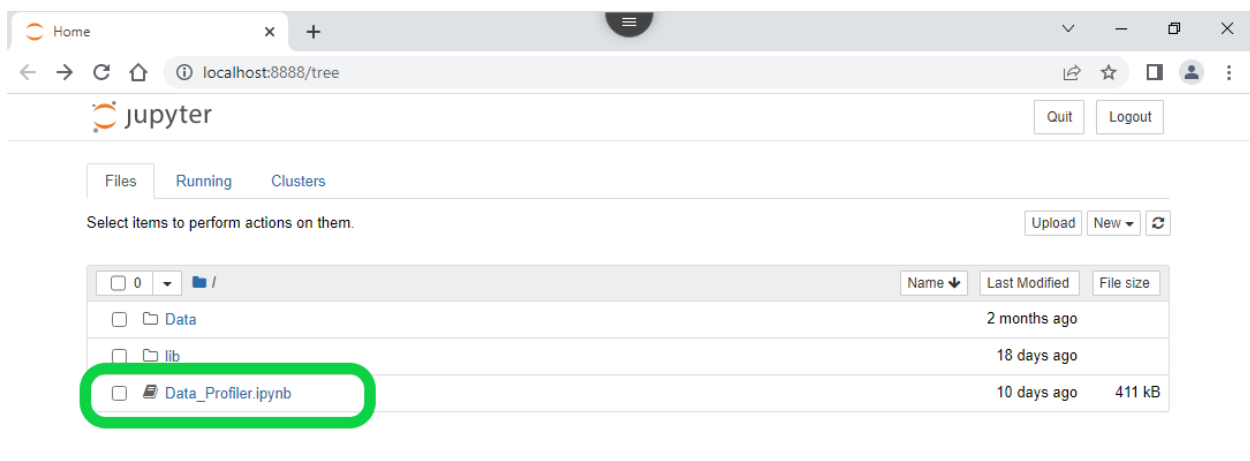 Home
localhost:8888/tree
jupyter
Quit Logout
Files Running Clusters
Select items to perform actions on them.
Upload New
0 / Name Last Modified File size
Data 2 months ago
lib 18 days ago
Data_Profiler.ipynb 10 days ago 411 kB